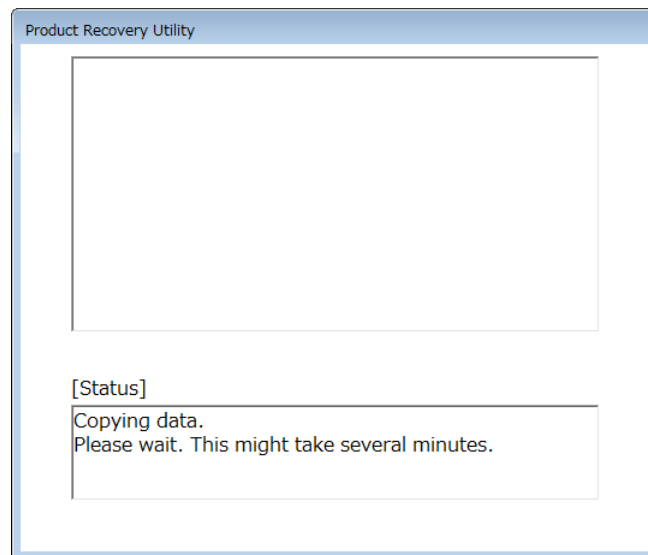 Product Recovery Utility
[Status]
Copying data.
Please wait. This might take several minutes.